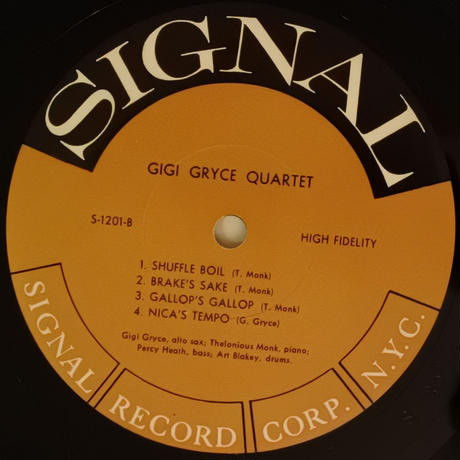 SIGNAL
GIGI GRYCE QUARTET
S-1201-B
HIGH FIDELITY
1. SHUFFLE BOIL (T. Monk)
2. BRAKE'S SAKE (T. Monk)
3. GALLOP'S GALLOP (T. Monk)
4. NICA'S TEMPO (G. Gryce)
Gigi Gryce, alto sax; Thelonious Monk, piano;
Percy Heath, bass; Art Blakey, drums.
SIGNAL RECORD CORP. N.Y.C.